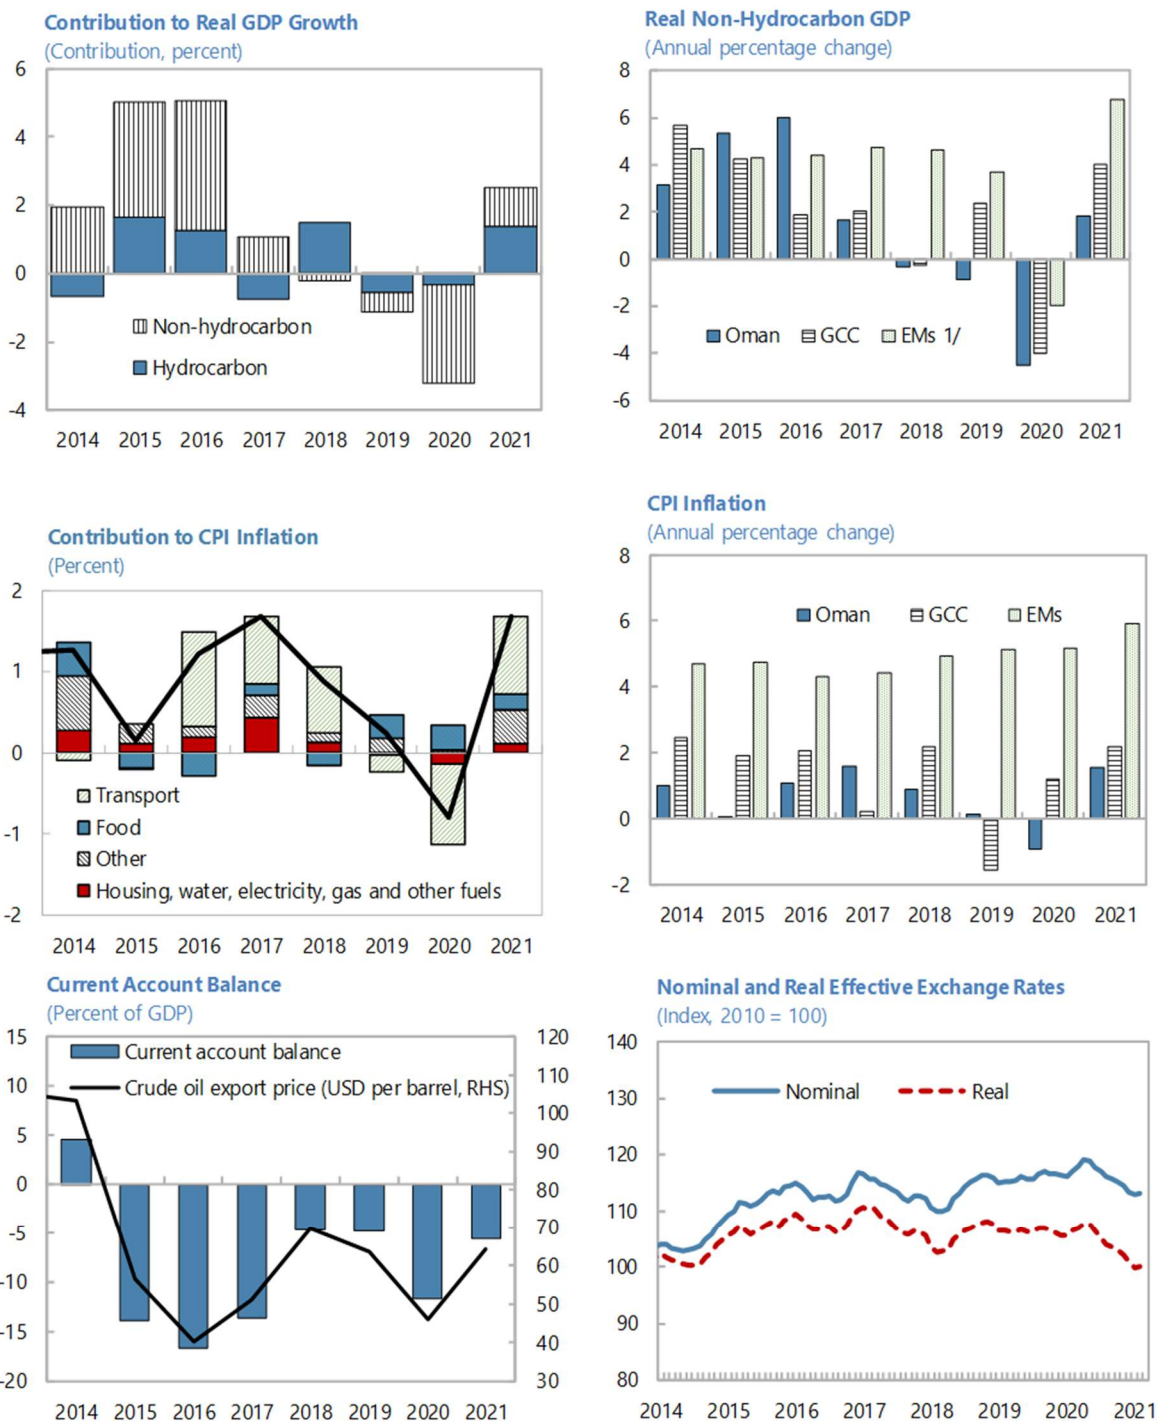 Contribution to Real GDP Growth
(Contribution, percent)
6
4
2
0
-2
-4
Non-hydrocarbon
Hydrocarbon
2014 2015 2016 2017 2018 2019 2020 2021
Real Non-Hydrocarbon GDP
(Annual percentage change)
8
6
4
2
0
-2
-4
-6
Oman GCC EMs 1/
2014 2015 2016 2017 2018 2019 2020 2021
Contribution to CPI Inflation
(Percent)
2
1
0
-1
-2
Transport
Food
Other
Housing, water, electricity, gas and other fuels
2014 2015 2016 2017 2018 2019 2020 2021
CPI Inflation
(Annual percentage change)
8
6
4
2
0
-2
Oman GCC EMs
2014 2015 2016 2017 2018 2019 2020 2021
Current Account Balance
(Percent of GDP)
15
10
5
0
-5
-10
-15
-20
Current account balance
Crude oil export price (USD per barrel, RHS)
120
110
100
90
80
70
60
50
40
30
2014 2015 2016 2017 2018 2019 2020 2021
Nominal and Real Effective Exchange Rates
(Index, 2010 = 100)
140
130
120
110
100
90
80
Nominal Real
2014 2015 2016 2017 2018 2019 2020 2021